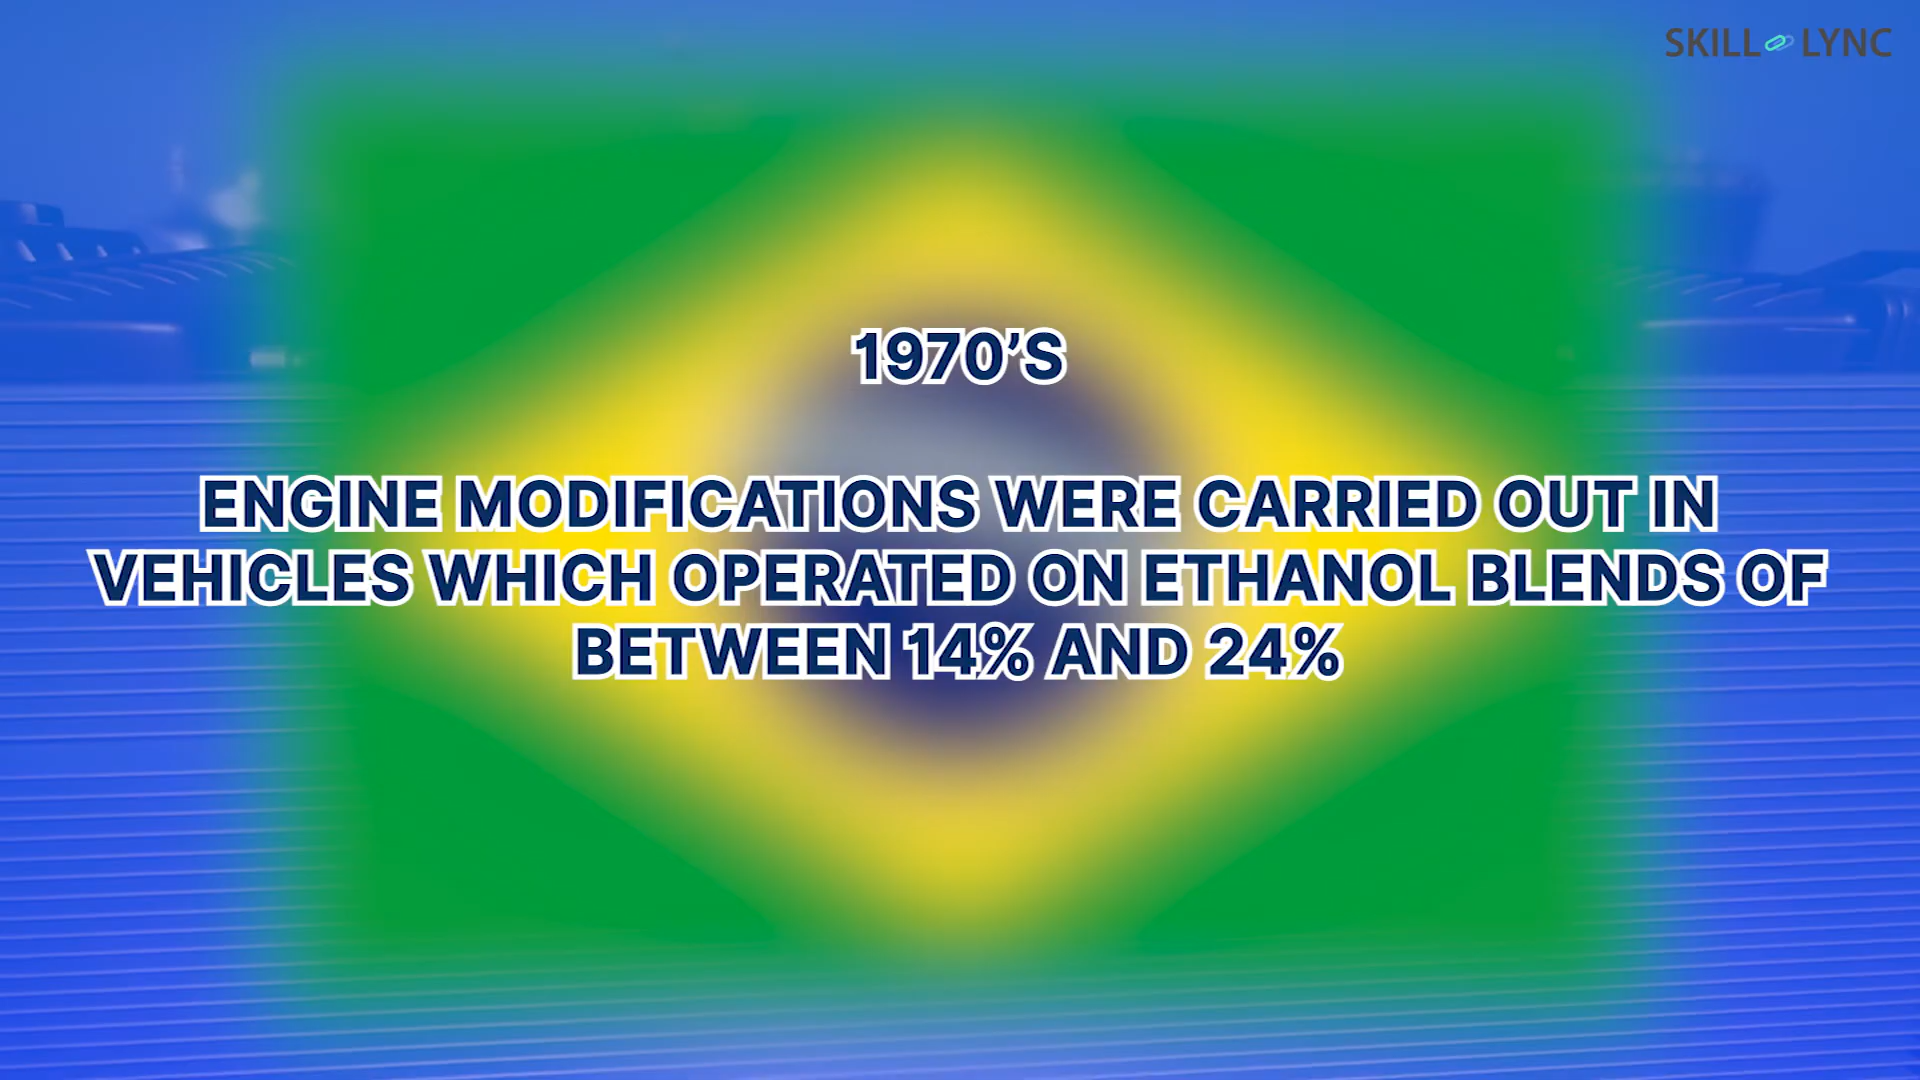 SKILL LYNC
1970'S
ENGINE MODIFICATIONS WERE CARRIED OUT IN
VEHICLES WHICH OPERATED ON ETHANOL BLENDS OF
BETWEEN 14% AND 24%